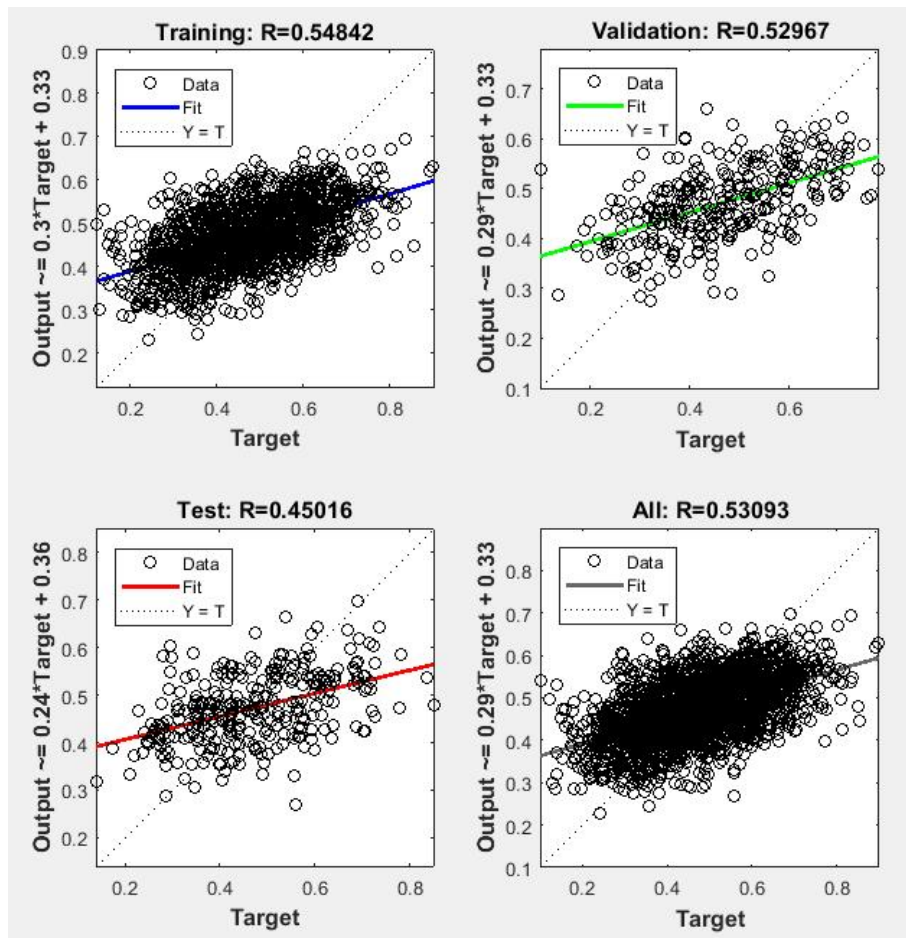 Training: R=0.54842
Output ~= 0.3*Target + 0.33
0.9
0.8
0.7
0.6
0.5
0.4
0.3
0.2
Data
Fit
Y = T
0.2 0.4 0.6 0.8
Target
Validation: R=0.52967
Output ~= 0.29*Target + 0.33
0.7
0.6
0.5
0.4
0.3
0.2
0.1
Data
Fit
Y = T
0.2 0.4 0.6
Target
Test: R=0.45016
Output ~= 0.24*Target + 0.36
0.8
0.7
0.6
0.5
0.4
0.3
0.2
Data
Fit
Y = T
0.2 0.4 0.6 0.8
Target
All: R=0.53093
Output ~= 0.29*Target + 0.33
0.8
0.7
0.6
0.5
0.4
0.3
0.2
0.1
Data
Fit
Y = T
0.2 0.4 0.6 0.8
Target